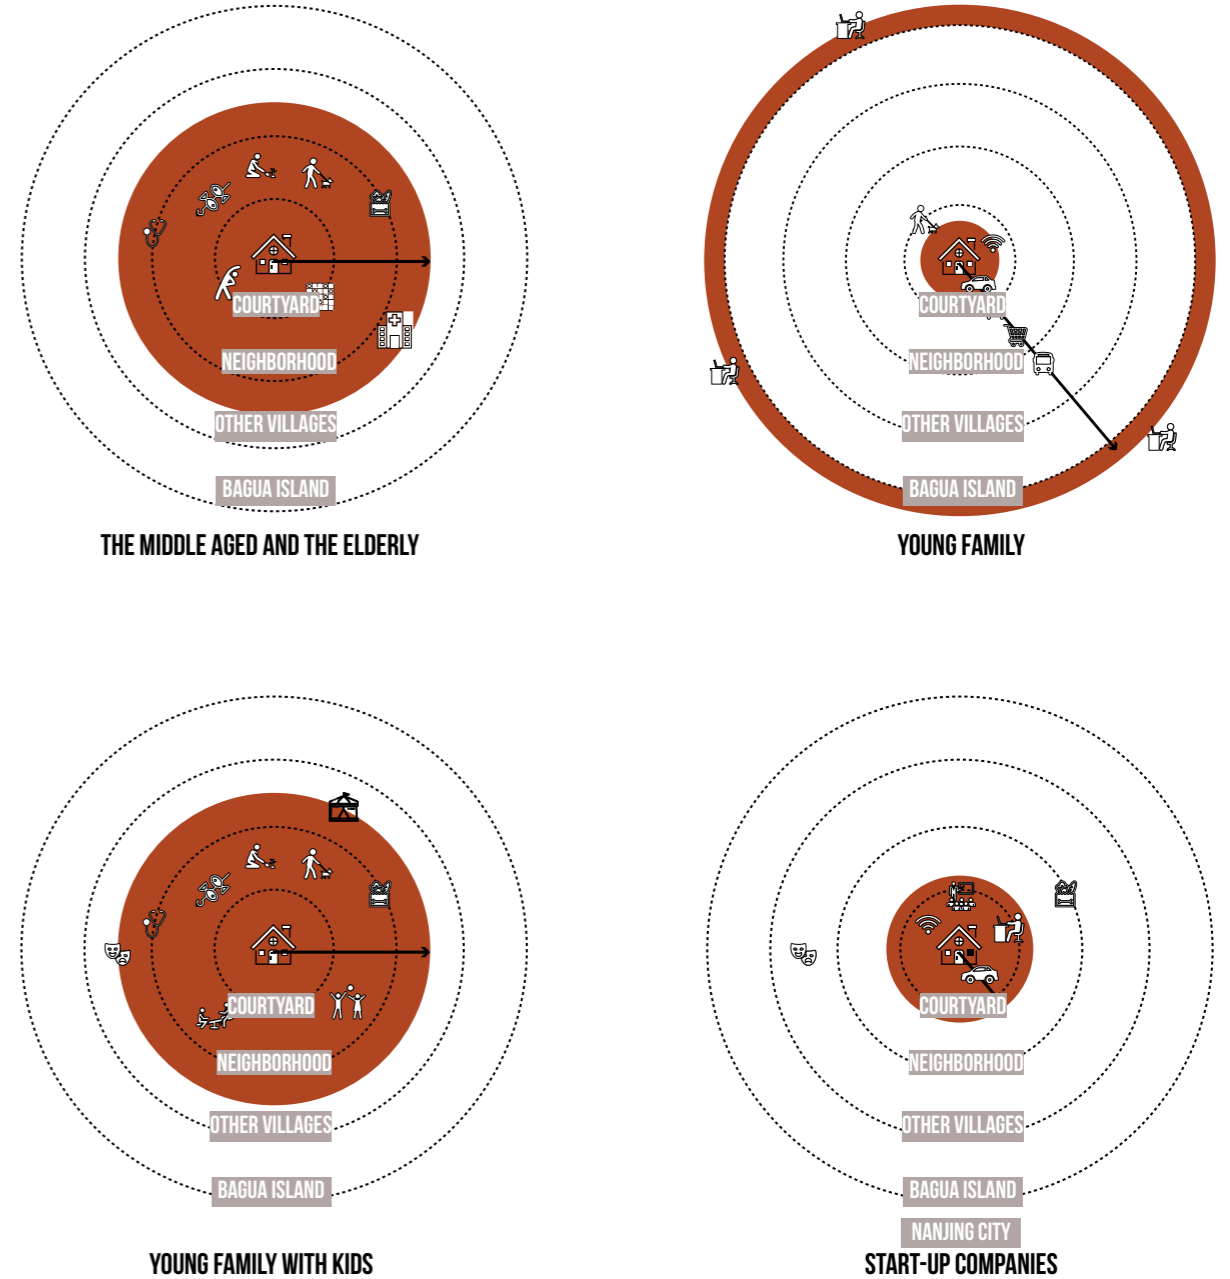 COURTYARD
NEIGHBORHOOD
OTHER VILLAGES
BAGUA ISLAND
THE MIDDLE AGED AND THE ELDERLY
COURTYARD
NEIGHBORHOOD
OTHER VILLAGES
BAGUA ISLAND
YOUNG FAMILY
COURTYARD
NEIGHBORHOOD
OTHER VILLAGES
BAGUA ISLAND
YOUNG FAMILY WITH KIDS
COURTYARD
NEIGHBORHOOD
OTHER VILLAGES
BAGUA ISLAND
NANJING CITY
START-UP COMPANIES